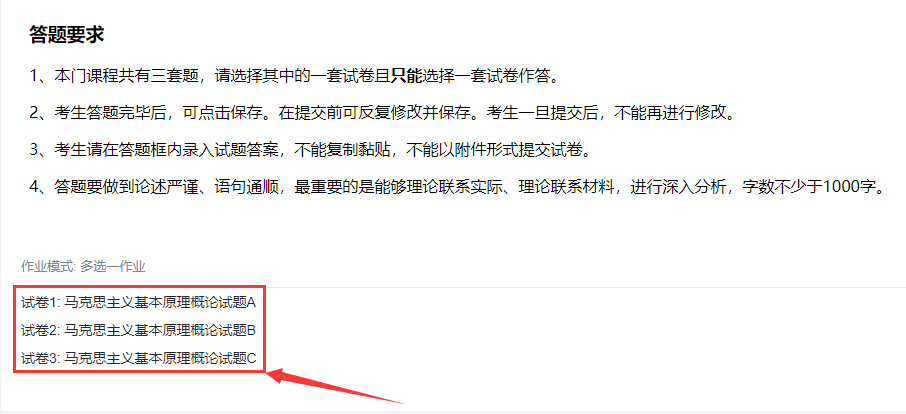 答题要求
1、本门课程共有三套题，请选择其中的一套试卷且只能选择一套试卷作答。
2、考生答题完毕后，可点击保存。在提交前可反复修改并保存。考生一旦提交后，不能再进行修改。
3、考生请在答题框内录入试题答案，不能复制黏贴，不能以附件形式提交试卷。
4、答题要做到论述严谨、语句通顺，最重要的是能够理论联系实际、理论联系材料，进行深入分析，字数不少于1000字。
作业模式: 多选一作业
试卷1: 马克思主义基本原理概论试题A
试卷2: 马克思主义基本原理概论试题B
试卷3: 马克思主义基本原理概论试题C